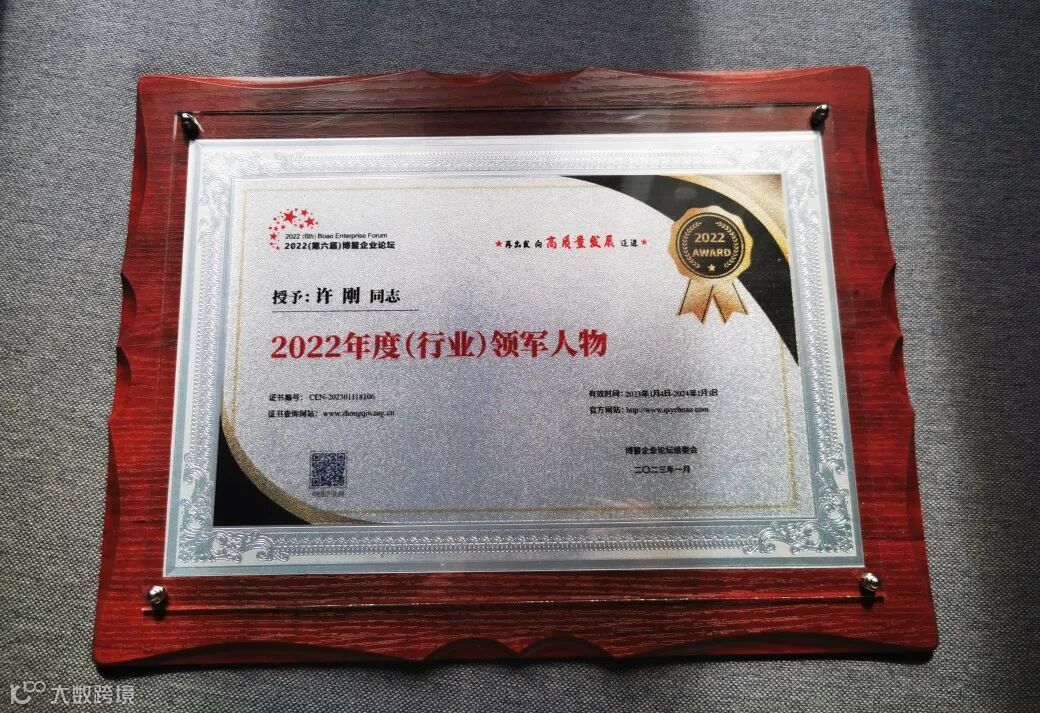 2022 (6th) Boao Enterprise Forum
2022(第六届)博鳌企业论坛
★再出发 向 高质量发展 迈进★
2022
AWARD
授予: 许 刚 同志
2022年度(行业)领军人物
证书编号: CEN-202301118106
证书查询网站: www.zhongqiwang.cn
有效时间: 2023年1月4日-2024年1月3日
官方网站: http://www.qiyeboao.com
博鳌企业论坛组委会
二〇二三年一月
大数跨境